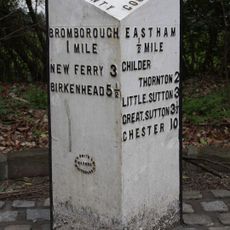 BROMBOROUGH
1 MILE
NEW FERRY 3
BIRKENHEAD 5½
EASTHAM
½ MILE
CHILDER
THORNTON 2
LITTLE SUTTON 3
GREAT SUTTON 3½
CHESTER 10